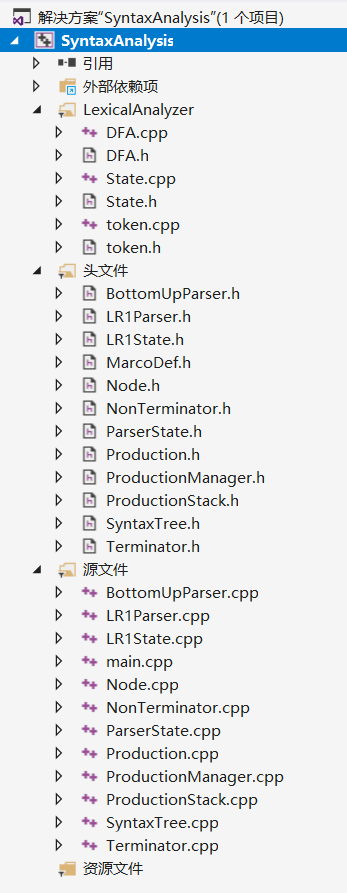 解决方案“SyntaxAnalysis”(1 个项目)
SyntaxAnalysis
引用
外部依赖项
LexicalAnalyzer
DFA.cpp
DFA.h
State.cpp
State.h
token.cpp
token.h
头文件
BottomUpParser.h
LR1Parser.h
LR1State.h
MarcoDef.h
Node.h
NonTerminator.h
ParserState.h
Production.h
ProductionManager.h
ProductionStack.h
SyntaxTree.h
Terminator.h
源文件
BottomUpParser.cpp
LR1Parser.cpp
LR1State.cpp
main.cpp
Node.cpp
NonTerminator.cpp
ParserState.cpp
Production.cpp
ProductionManager.cpp
ProductionStack.cpp
SyntaxTree.cpp
Terminator.cpp
资源文件